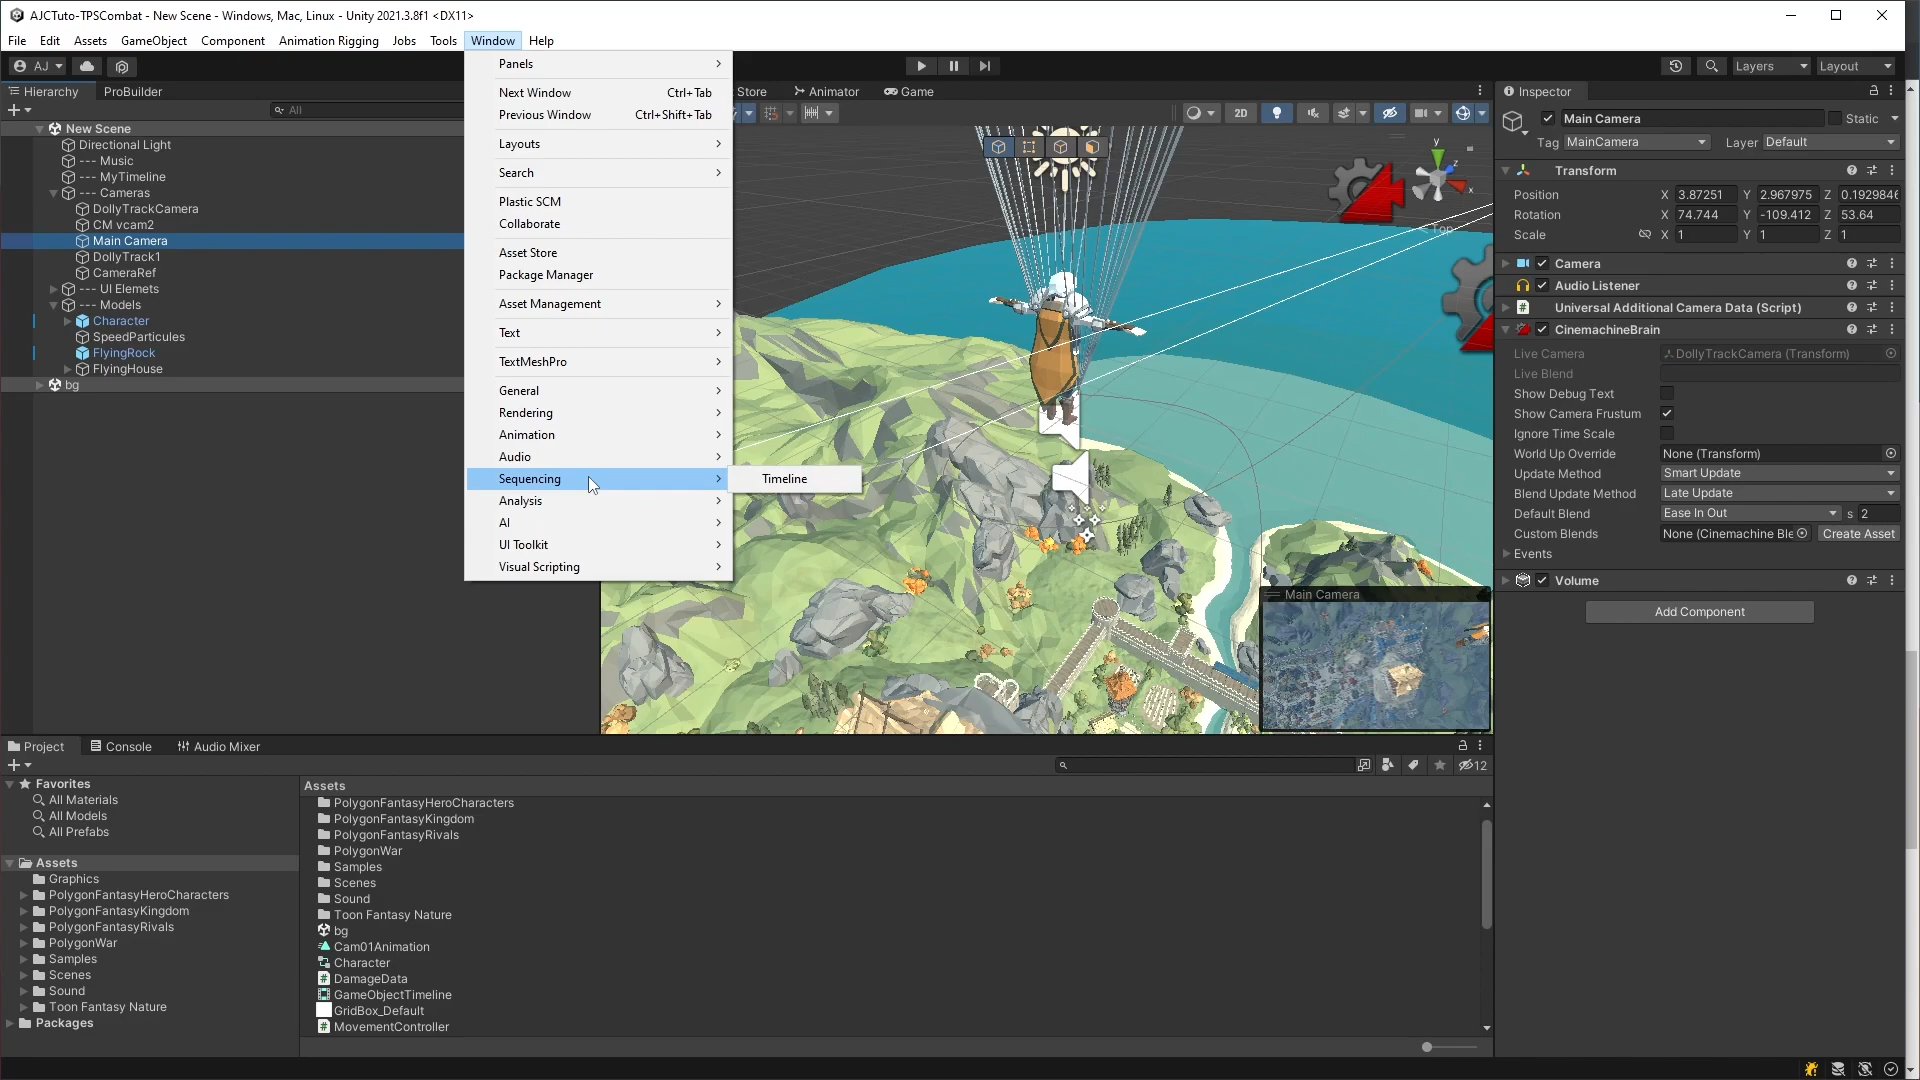 AJCTuto-TPSCombat - New Scene - Windows, Mac, Linux - Unity 2021.3.8f1 <DX11>
File Edit Assets GameObject Component Animation Rigging Jobs Tools Window Help
AJ Layers Layout
Hierarchy ProBuilder Store Animator Game Inspector
All 2D
New Scene
Directional Light
--- Music
--- MyTimeline
--- Cameras
DollyTrackCamera
CM vcam2
Main Camera
DollyTrack1
CameraRef
--- UI Elemets
--- Models
Character
SpeedParticules
FlyingRock
FlyingHouse
bg
Panels
Next Window Ctrl+Tab
Previous Window Ctrl+Shift+Tab
Layouts
Search
Plastic SCM
Collaborate
Asset Store
Package Manager
Asset Management
Text
TextMeshPro
General
Rendering
Animation
Audio
Sequencing
Timeline
Analysis
AI
UI Toolkit
Visual Scripting
y
z
x
Top
Main Camera
Main Camera Static
Tag MainCamera Layer Default
Transform
Position X 3.87251 Y 2.967975 Z 0.1929846
Rotation X 74.744 Y -109.412 Z 53.64
Scale X 1 Y 1 Z 1
Camera
Audio Listener
Universal Additional Camera Data (Script)
CinemachineBrain
Live Camera DollyTrackCamera (Transform)
Live Blend
Show Debug Text
Show Camera Frustum
Ignore Time Scale
World Up Override None (Transform)
Update Method Smart Update
Blend Update Method Late Update
Default Blend Ease In Out s 2
Custom Blends None (Cinemachine Ble Create Asset
Events
Volume
Add Component
Project Console Audio Mixer
12
Favorites
All Materials
All Models
All Prefabs
Assets
Graphics
PolygonFantasyHeroCharacters
PolygonFantasyKingdom
PolygonFantasyRivals
PolygonWar
Samples
Scenes
Sound
Toon Fantasy Nature
Packages
Assets
PolygonFantasyHeroCharacters
PolygonFantasyKingdom
PolygonFantasyRivals
PolygonWar
Samples
Scenes
Sound
Toon Fantasy Nature
bg
Cam01Animation
Character
DamageData
GameObjectTimeline
GridBox_Default
MovementController